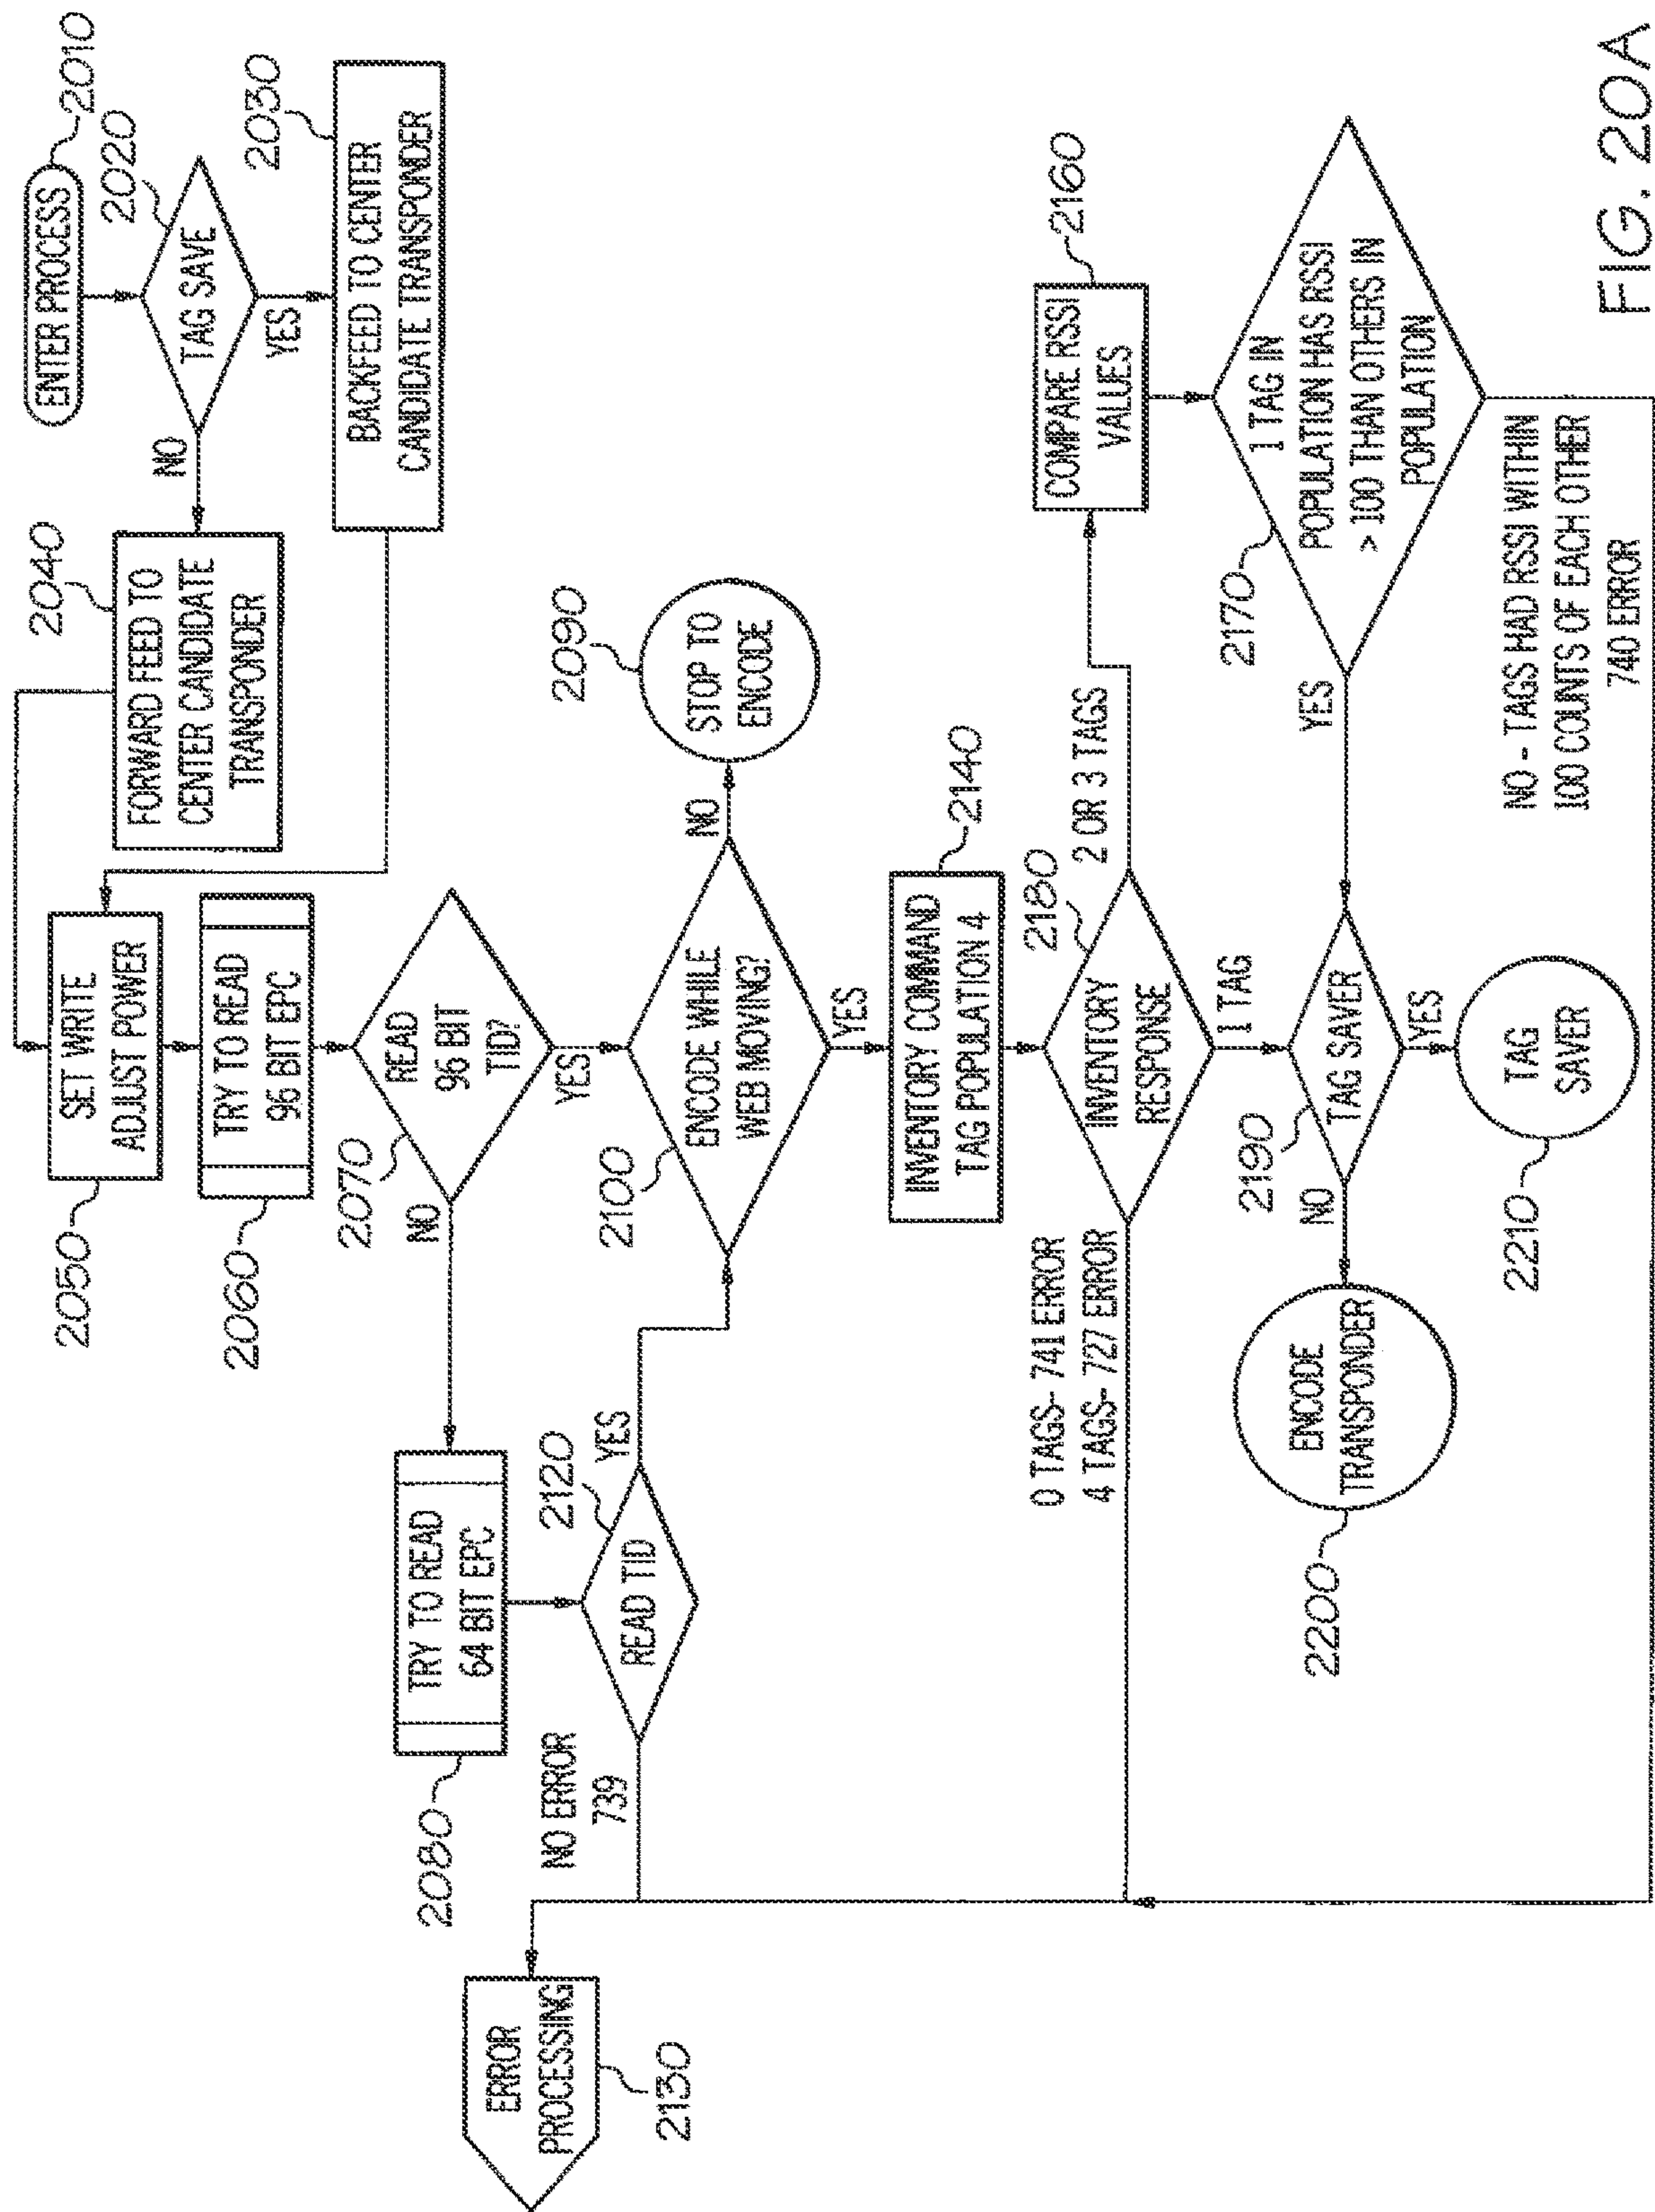 ENTER PROCESS
2010
TAG SAVE
2020
NO
YES
BACKFEED TO CENTER
CANDIDATE TRANSPONDER
2030
2040
FORWARD FEED TO
CENTER CANDIDATE
TRANSPONDER
SET WRITE
ADJUST POWER
2050
TRY TO READ
96 BIT EPC
2060
READ
96 BIT
TID?
2070
NO
YES
TRY TO READ
64 BIT EPC
2080
READ TID
2120
YES
NO ERROR
739
ERROR
PROCESSING
2130
ENCODE WHILE
WEB MOVING?
2100
NO
YES
STOP TO
ENCODE
2090
INVENTORY COMMAND
TAG POPULATION 4
2140
INVENTORY
RESPONSE
2180
0 TAGS- 741 ERROR
4 TAGS- 727 ERROR
2 OR 3 TAGS
1 TAG
COMPARE RSSI
VALUES
2160
1 TAG IN
POPULATION HAS RSSI
> 100 THAN OTHERS IN
POPULATION
2170
YES
NO - TAGS HAD RSSI WITHIN
100 COUNTS OF EACH OTHER
740 ERROR
TAG SAVER
2190
NO
YES
ENCODE
TRANSPONDER
2200
TAG
SAVER
2210
FIG. 20A